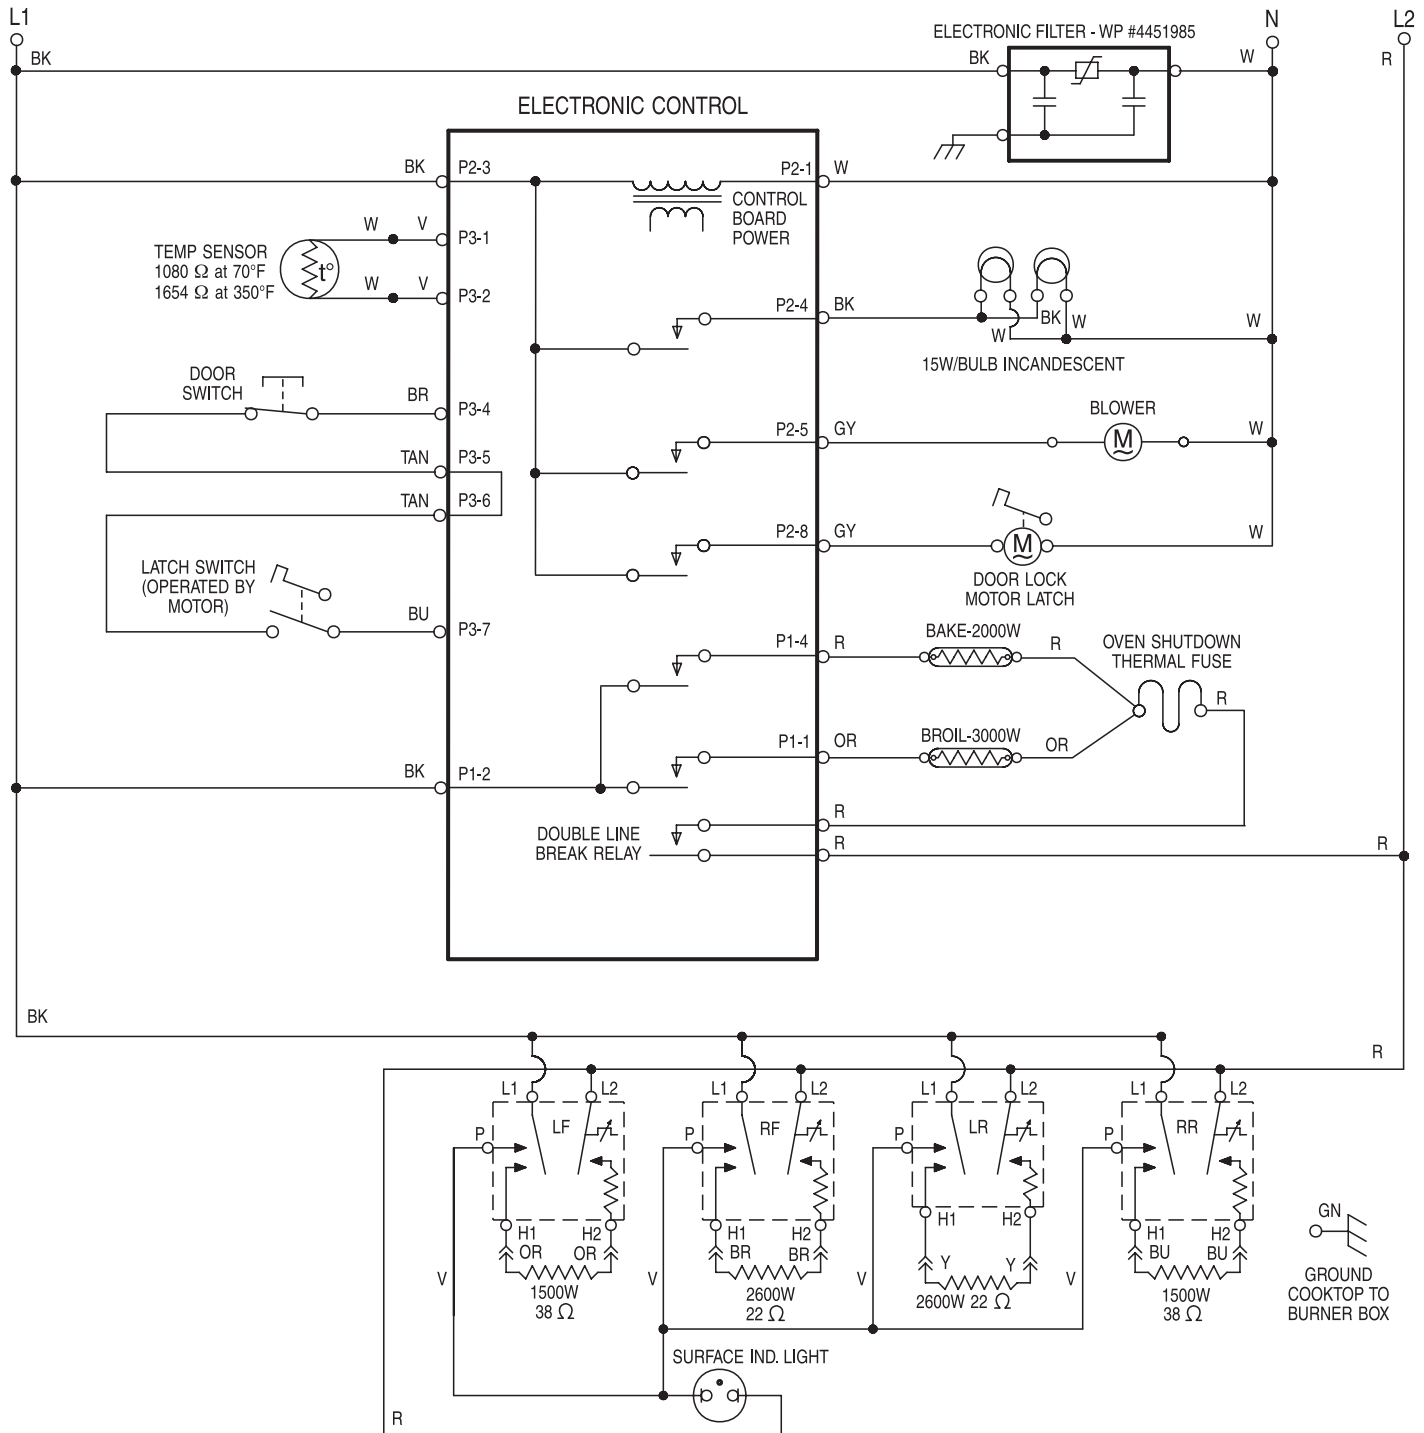 L1
N
L2
ELECTRONIC FILTER - WP #4451985
BK
BK
W
R
ELECTRONIC CONTROL
BK
P2-3
P2-1
W
CONTROL
BOARD
POWER
TEMP SENSOR
1080 Ω at 70°F
1654 Ω at 350°F
t°
W
V
P3-1
W
V
P3-2
P2-4
BK
BK
W
W
W
15W/BULB INCANDESCENT
DOOR
SWITCH
BR
P3-4
TAN
P3-5
TAN
P3-6
P2-5
GY
BLOWER
M
W
P2-8
GY
M
W
DOOR LOCK
MOTOR LATCH
LATCH SWITCH
(OPERATED BY
MOTOR)
BU
P3-7
P1-4
R
BAKE-2000W
R
OVEN SHUTDOWN
THERMAL FUSE
R
P1-1
OR
BROIL-3000W
OR
BK
P1-2
DOUBLE LINE
BREAK RELAY
R
R
R
BK
R
L1
L2
L1
L2
L1
L2
L1
L2
P
LF
P
RF
P
LR
P
RR
H1
H2
H1
H2
H1
H2
H1
H2
OR
OR
BR
BR
Y
Y
BU
BU
V
V
V
V
1500W
38 Ω
2600W
22 Ω
2600W 22 Ω
1500W
38 Ω
GN
GROUND
COOKTOP TO
BURNER BOX
SURFACE IND. LIGHT
R